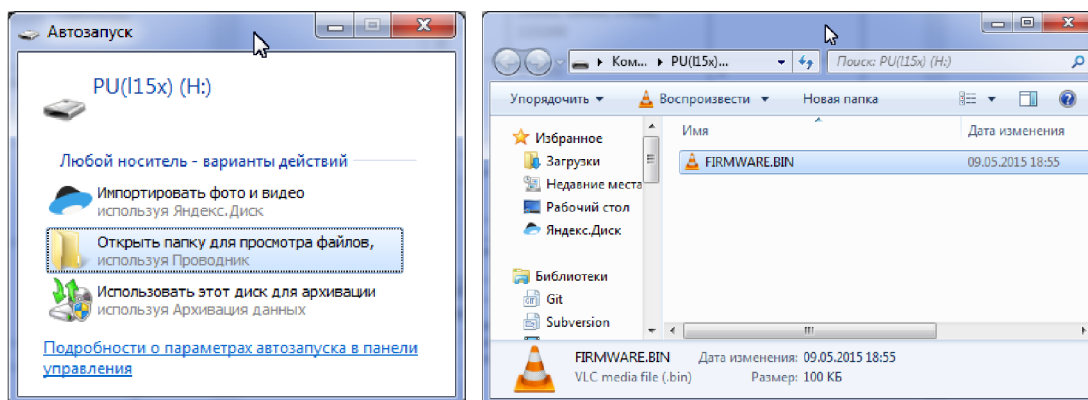 Автозапуск
PU(l15x) (H:)
Любой носитель - варианты действий
Импортировать фото и видео
используя Яндекс.Диск
Открыть папку для просмотра файлов,
используя Проводник
Использовать этот диск для архивации
используя Архивация данных
Подробности о параметрах автозапуска в панели
управления
Ком... PU(l15x)... Поиск: PU(l15x) (H:)
Упорядочить Воспроизвести Новая папка
Избранное
Загрузки
Недавние места
Рабочий стол
Яндекс.Диск
Библиотеки
Git
Subversion
Имя Дата изменения
FIRMWARE.BIN 09.05.2015 18:55
FIRMWARE.BIN Дата изменения: 09.05.2015 18:55
VLC media file (.bin) Размер: 100 КБ